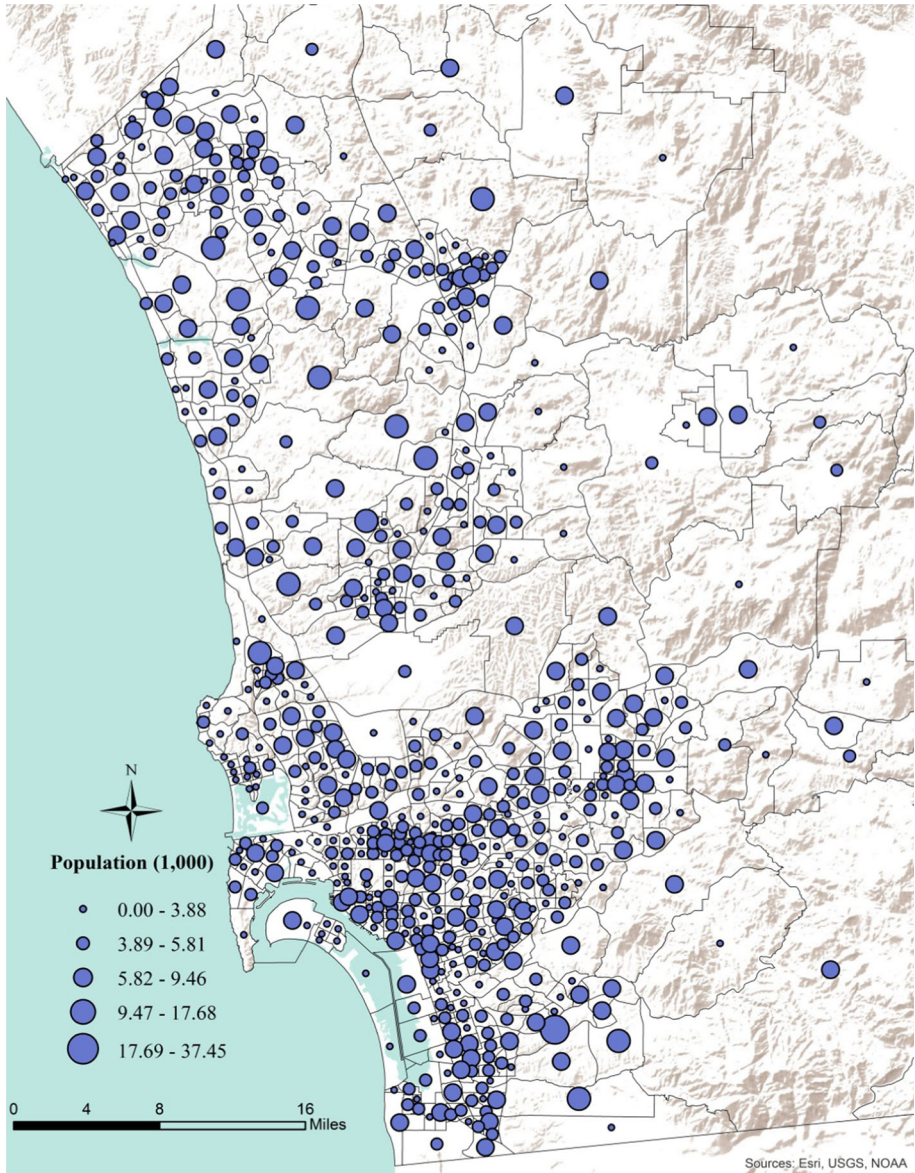 N
Population (1,000)
0.00 - 3.88
3.89 - 5.81
5.82 - 9.46
9.47 - 17.68
17.69 - 37.45
0 4 8 16
Miles
Sources: Esri, USGS, NOAA